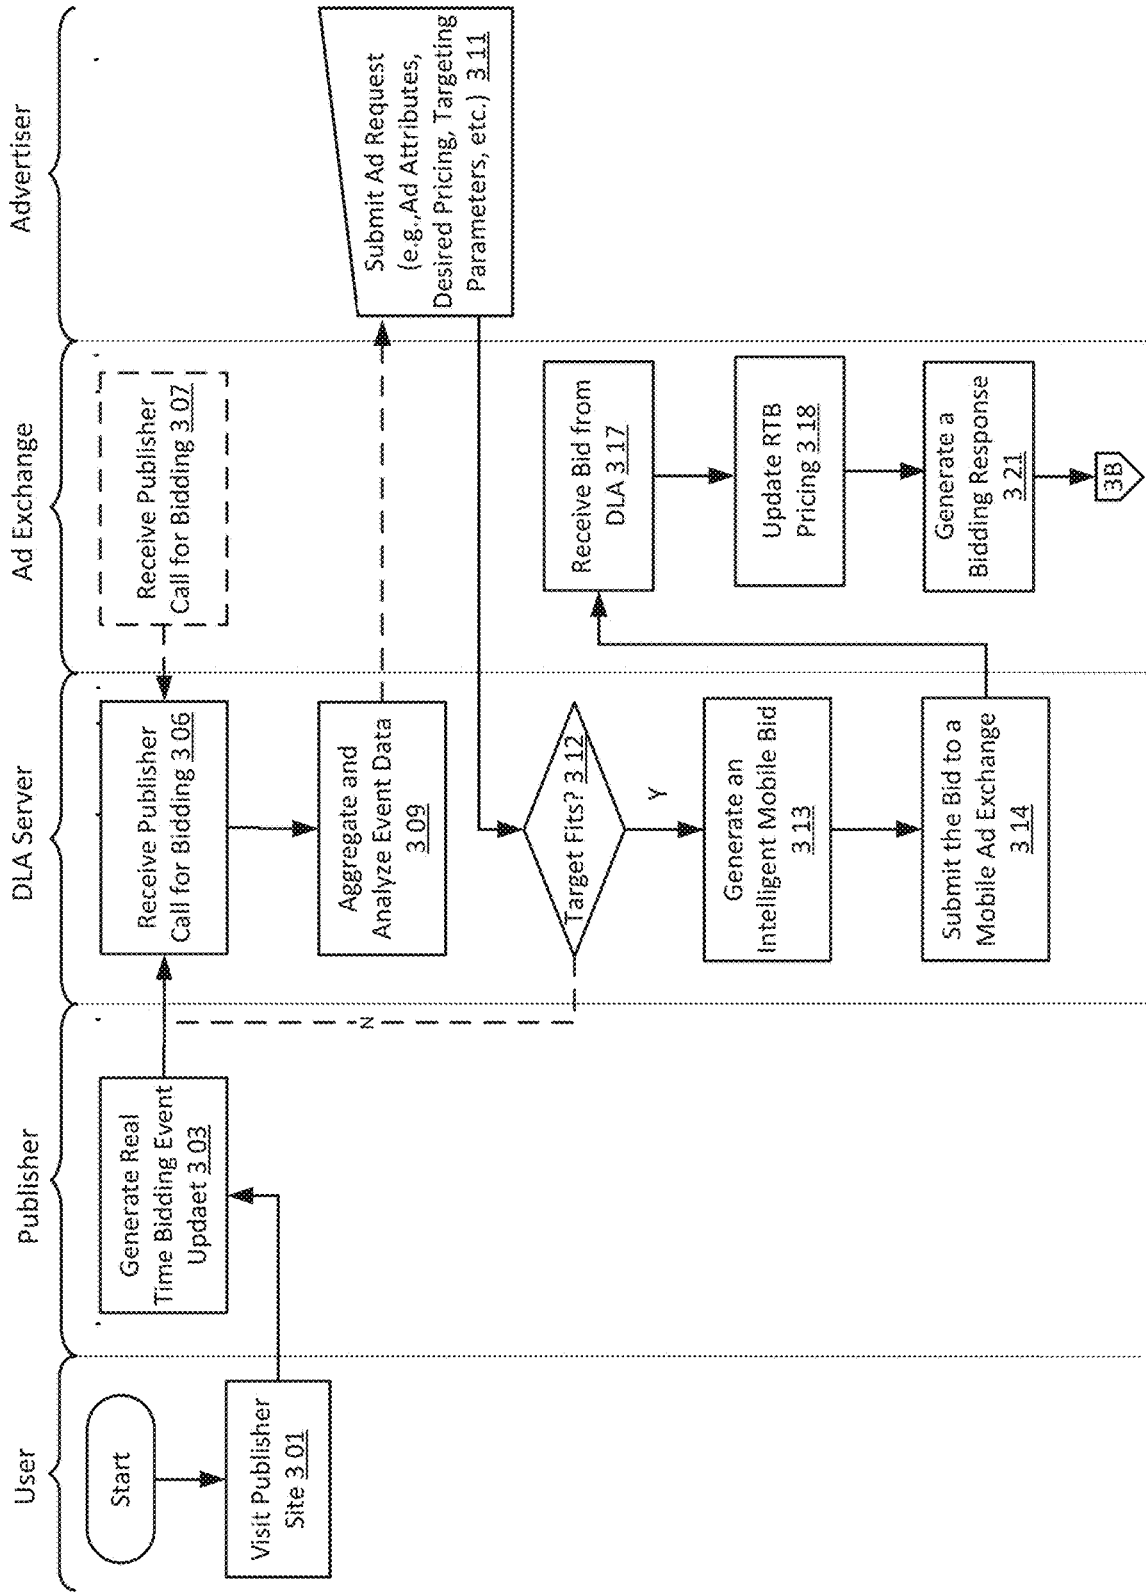 User
Publisher
DLA Server
Ad Exchange
Advertiser
Start
Visit Publisher
Site 3 01
Generate Real
Time Bidding Event
Updaet 3 03
Receive Publisher
Call for Bidding 3 06
Receive Publisher
Call for Bidding 3 07
Aggregate and
Analyze Event Data
3 09
Submit Ad Request
(e.g.,Ad Attributes,
Desired Pricing, Targeting
Parameters, etc.) 3 11
N
Target Fits? 3 12
Y
Generate an
Intelligent Mobile Bid
3 13
Submit the Bid to a
Mobile Ad Exchange
3 14
Receive Bid from
DLA 3 17
Update RTB
Pricing 3 18
Generate a
Bidding Response
3 21
3B